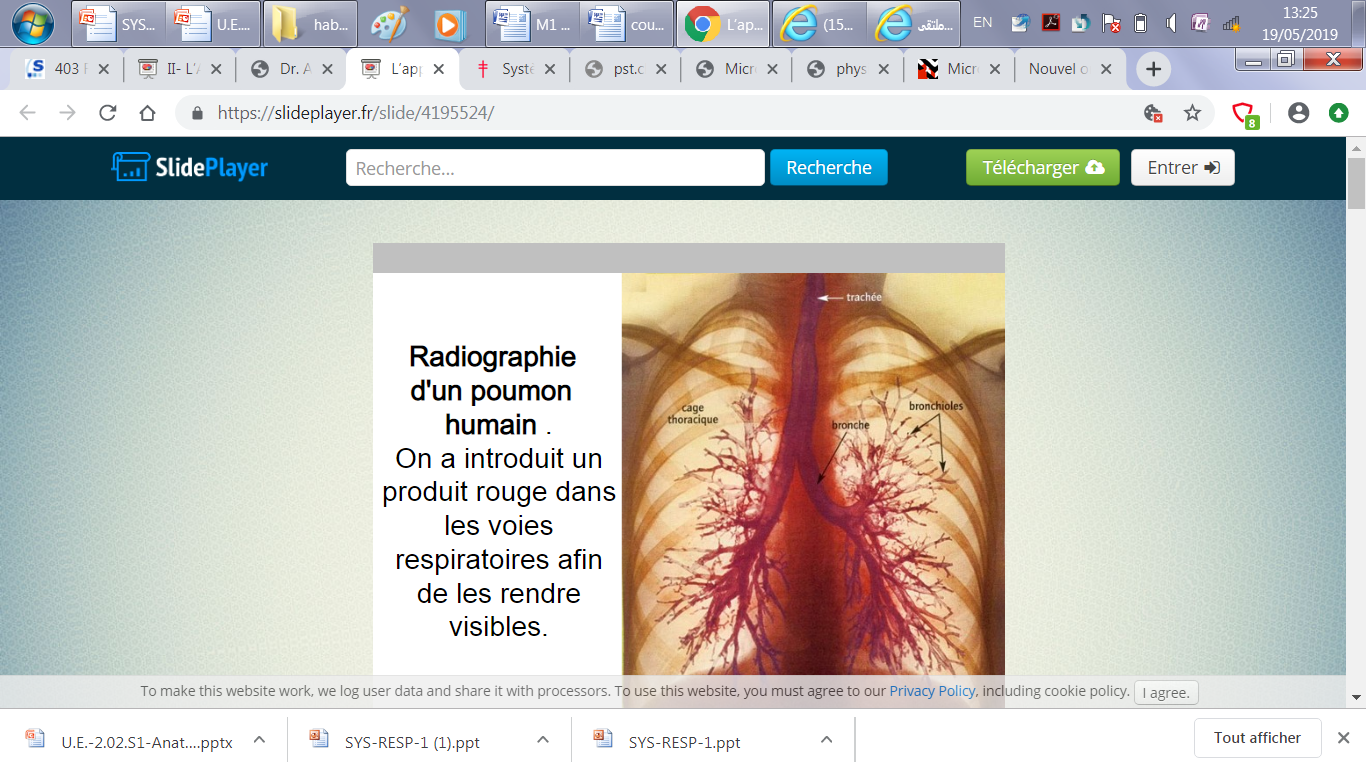 SYS...
U.E....
hab...
M1 ...
cou...
L'ap...
(15...
ملتقى...
EN
13:25
19/05/2019
403 F
II- L'A
Dr. A
L'app
Systè
pst.c
Micro
phys
Micro
Nouvel o
https://slideplayer.fr/slide/4195524/
8
SlidePlayer
Recherche...
Recherche
Télécharger
Entrer
Radiographie
d'un poumon
humain .
On a introduit un
produit rouge dans
les voies
respiratoires afin
de les rendre
visibles.
trachée
cage
thoracique
bronche
bronchioles
To make this website work, we log user data and share it with processors. To use this website, you must agree to our Privacy Policy, including cookie policy.
I agree.
U.E.-2.02.S1-Anat....pptx
SYS-RESP-1 (1).ppt
SYS-RESP-1.ppt
Tout afficher